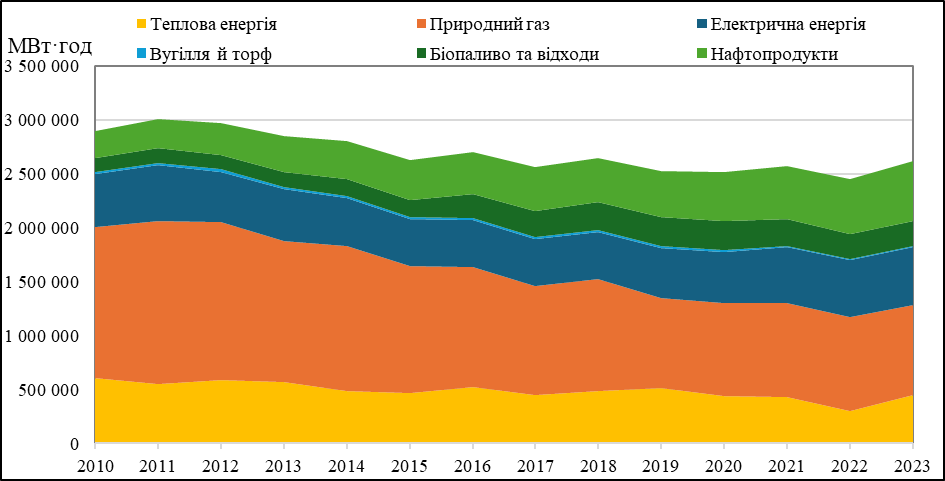 Теплова енергія Природний газ Електрична енергія
МВт·год Вугілля й торф Біопаливо та відходи Нафтопродукти
3 500 000
3 000 000
2 500 000
2 000 000
1 500 000
1 000 000
500 000
0
2010 2011 2012 2013 2014 2015 2016 2017 2018 2019 2020 2021 2022 2023